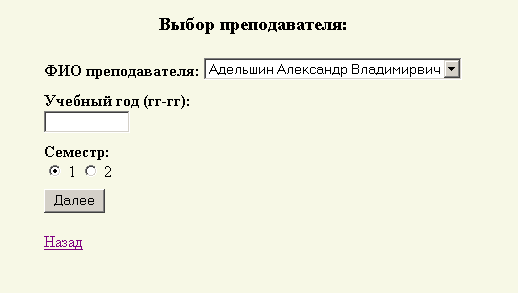 Выбор преподавателя:
ФИО преподавателя: Адельшин Александр Владимирвич
Учебный год (гг-гг):
Семестр:
1 2
Далее
Назад